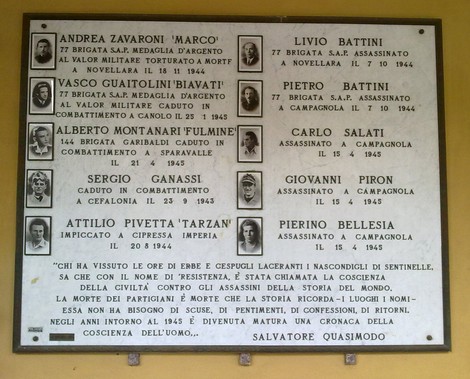 ANDREA ZAVARONI 'MARCO'
77 BRIGATA S.A.P. MEDAGLIA D'ARGENTO
AL VALOR MILITARE TORTURATO A MORTE
A NOVELLARA IL 18 11 1944
VASCO GUAITOLINI 'BIAVATI'
77 BRIGATA S.A.P. MEDAGLIA D'ARGENTO
AL VALOR MILITARE CADUTO IN
COMBATTIMENTO A CANOLO IL 25 1 1945
ALBERTO MONTANARI 'FULMINE'
144 BRIGATA GARIBALDI CADUTO IN
COMBATTIMENTO A SPARAVALLE
IL 21 4 1945
SERGIO GANASSI
CADUTO IN COMBATTIMENTO
A CEFALONIA IL 23 9 1943
ATTILIO PIVETTA 'TARZAN'
IMPICCATO A CIPRESSA IMPERIA
IL 20 8 1944
LIVIO BATTINI
77 BRIGATA S.A.P. ASSASSINATO
A NOVELLARA IL 7 10 1944
PIETRO BATTINI
77 BRIGATA S.A.P. ASSASSINATO
A CAMPAGNOLA IL 7 10 1944
CARLO SALATI
ASSASSINATO A CAMPAGNOLA
IL 15 4 1945
GIOVANNI PIRON
ASSASSINATO A CAMPAGNOLA
IL 15 4 1945
PIERINO BELLESIA
ASSASSINATO A CAMPAGNOLA
IL 15 4 1945
"CHI HA VISSUTO LE ORE DI ERBE E CESPUGLI LACERANTI I NASCONDIGLI DI SENTINELLE,
SA CHE CON IL NOME DI 'RESISTENZA, É STATA CHIAMATA LA COSCIENZA
DELLA CIVILTÀ' CONTRO GLI ASSASSINI DELLA STORIA DEL MONDO.
LA MORTE DEI PARTIGIANI É MORTE CHE LA STORIA RICORDA-I LUOGHI I NOMI-
ESSA NON HA BISOGNO DI SCUSE, DI PENTIMENTI, DI CONFESSIONI, DI RITORNI.
NEGLI ANNI INTORNO AL 1945 É DIVENUTA MATURA UNA CRONACA DELLA
COSCIENZA DELL'UOMO...
SALVATORE QUASIMODO